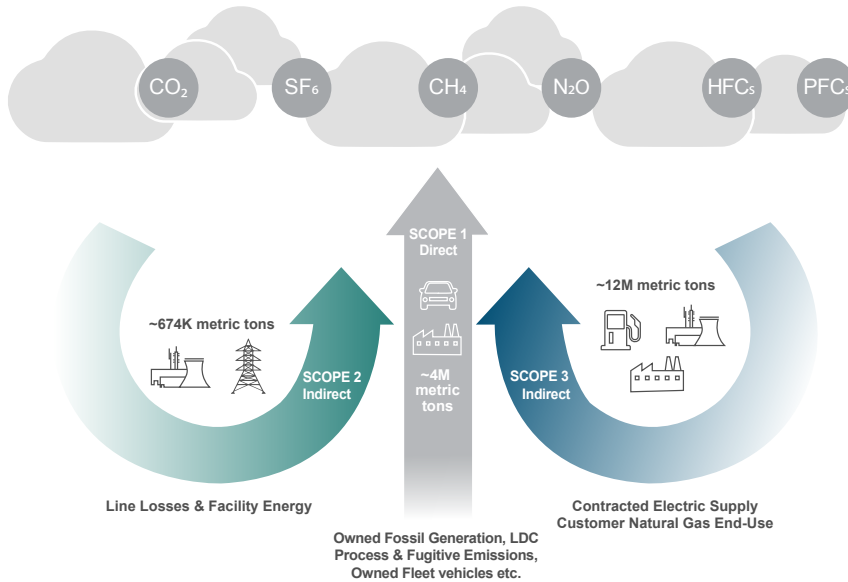 CO₂
SF₆
CH₄
N₂O
HFCs
PFCs
SCOPE 1
Direct
~4M
metric
tons
~674K metric tons
SCOPE 2
Indirect
~12M metric tons
SCOPE 3
Indirect
Line Losses & Facility Energy
Owned Fossil Generation, LDC
Process & Fugitive Emissions,
Owned Fleet vehicles etc.
Contracted Electric Supply
Customer Natural Gas End-Use